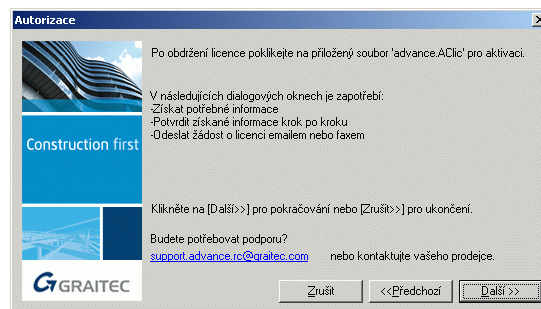 Autorizace
Po obdržení licence poklikejte na přiložený soubor 'advance.AClic' pro aktivaci.
V následujících dialogových oknech je zapotřebí:
-Získat potřebné informace
-Potvrdit získané informace krok po kroku
-Odeslat žádost o licenci emailem nebo faxem
Construction first
Klikněte na [Další>>] pro pokračování nebo [Zrušit>>] pro ukončení.
Budete potřebovat podporu?
support.advance.rc@graitec.com nebo kontaktujte vašeho prodejce.
GRAITEC
Zrušit <<Předchozí Další >>